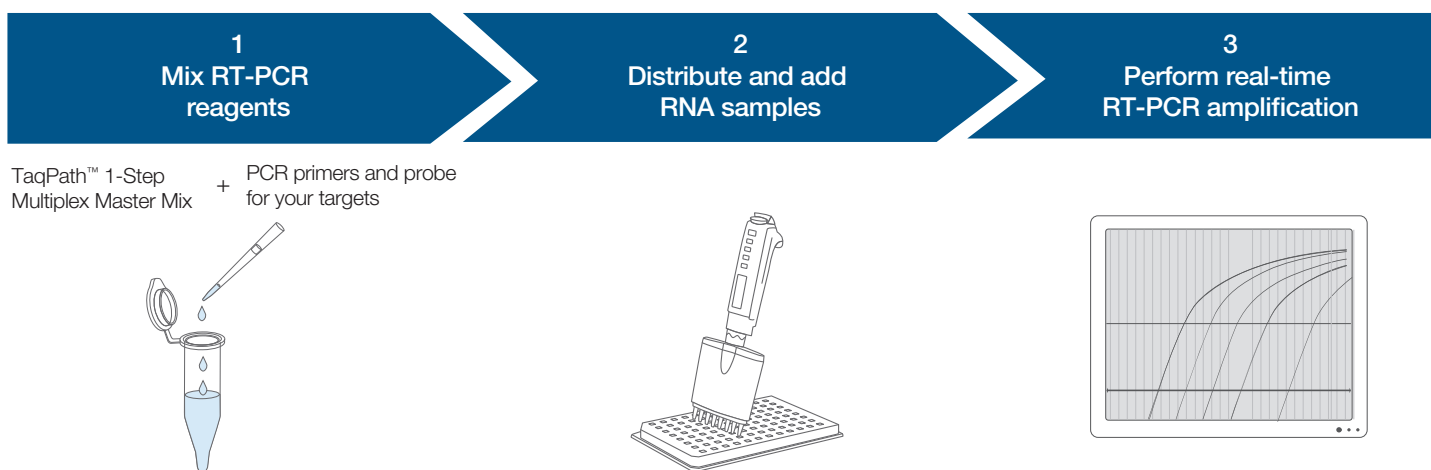 1
Mix RT-PCR
reagents
2
Distribute and add
RNA samples
3
Perform real-time
RT-PCR amplification
TaqPath™ 1-Step
Multiplex Master Mix
+
PCR primers and probe
for your targets